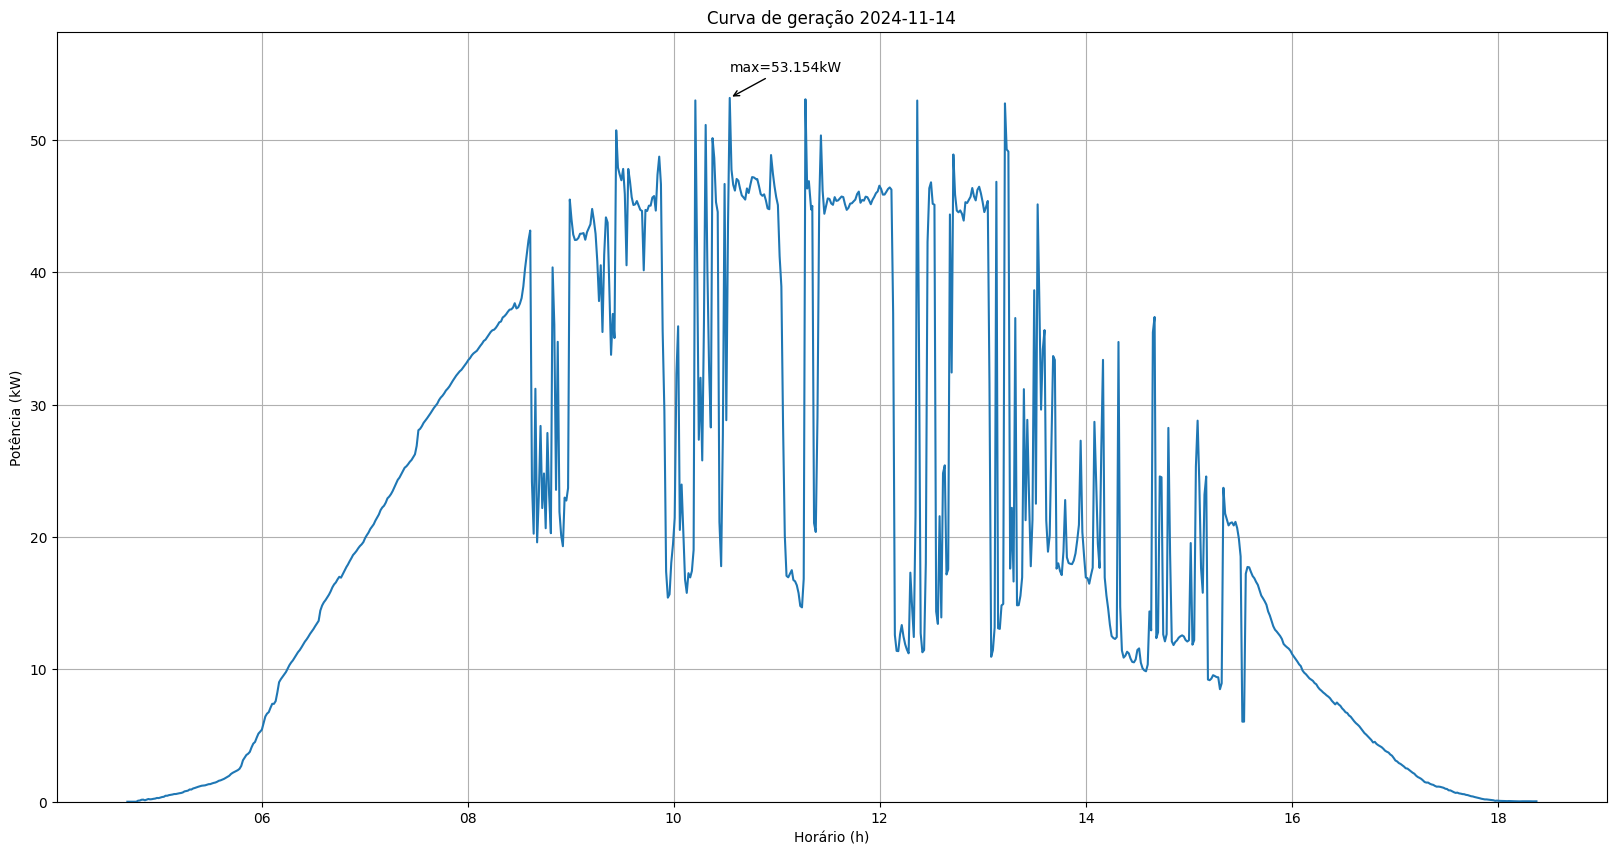 Curva de geração 2024-11-14
max=53.154kW
Potência (kW)
50
40
30
20
10
0
06 08 10 12 14 16 18
Horário (h)